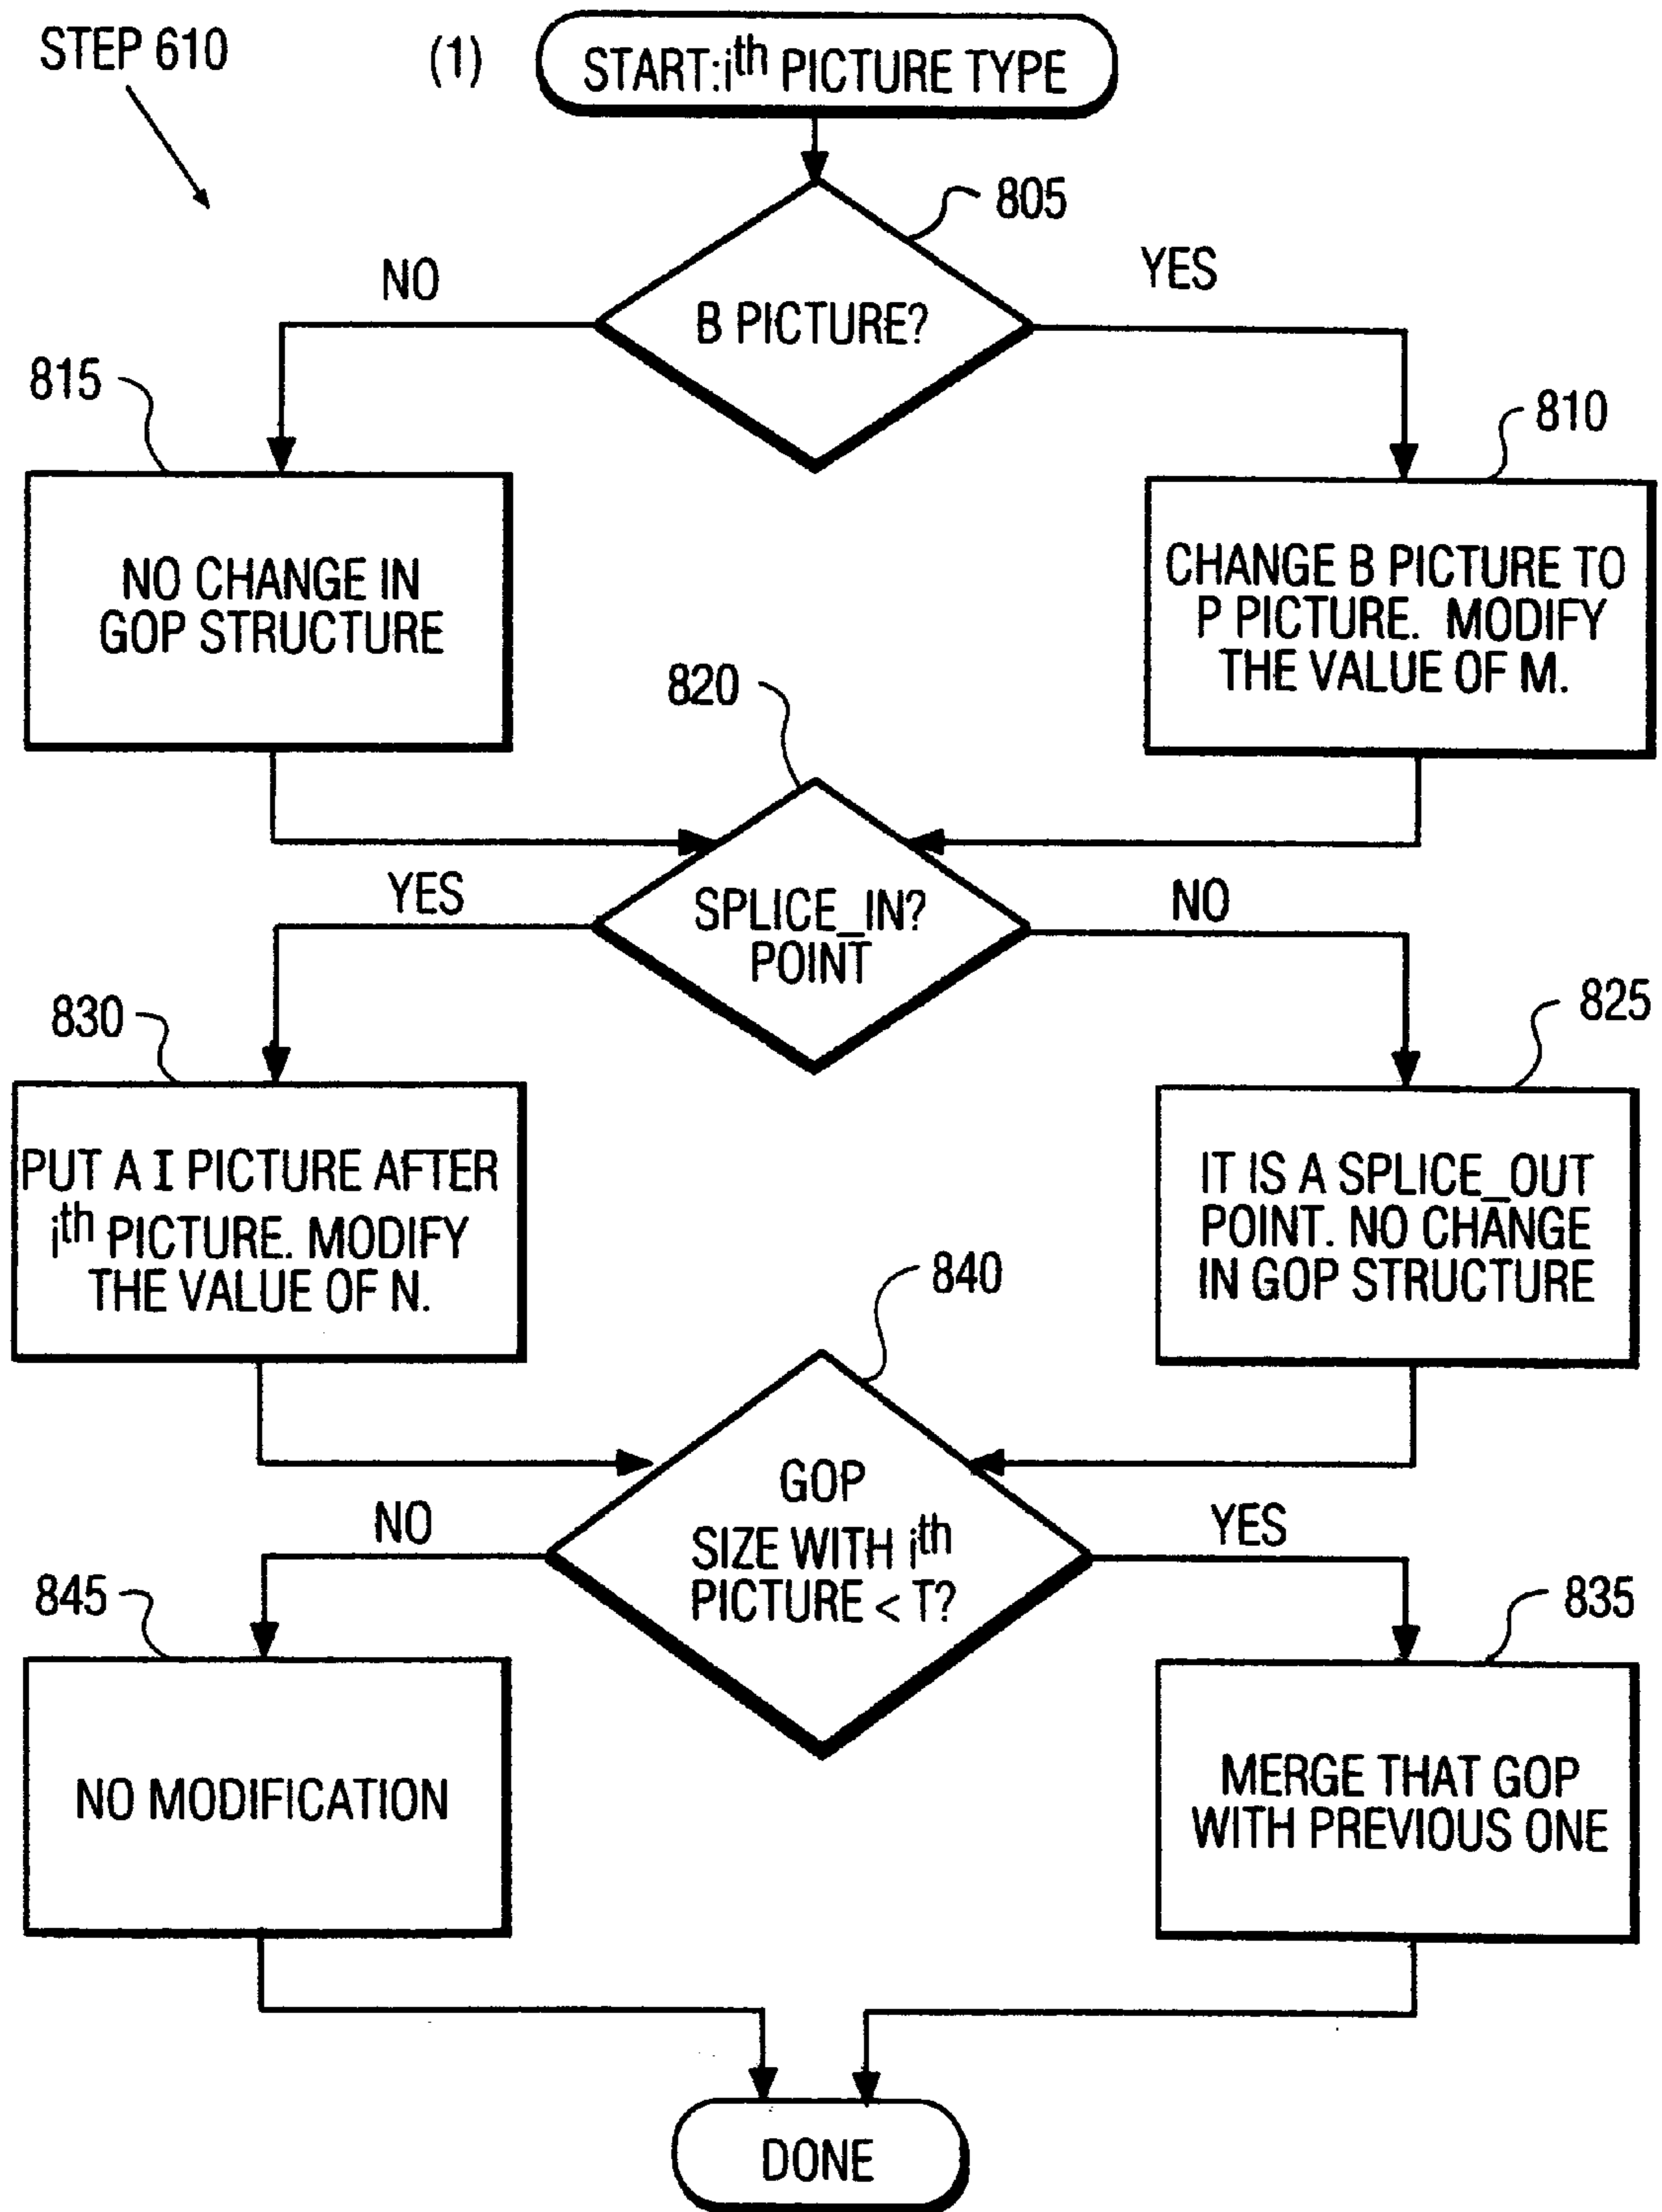 STEP 610
(1)
START:ith PICTURE TYPE
805
NO
YES
B PICTURE?
815
810
NO CHANGE IN
GOP STRUCTURE
CHANGE B PICTURE TO
P PICTURE. MODIFY
THE VALUE OF M.
820
YES
NO
SPLICE_IN?
POINT
830
825
PUT A I PICTURE AFTER
ith PICTURE. MODIFY
THE VALUE OF N.
IT IS A SPLICE_OUT
POINT. NO CHANGE
IN GOP STRUCTURE
840
NO
YES
GOP
SIZE WITH ith
PICTURE < T?
845
835
NO MODIFICATION
MERGE THAT GOP
WITH PREVIOUS ONE
DONE